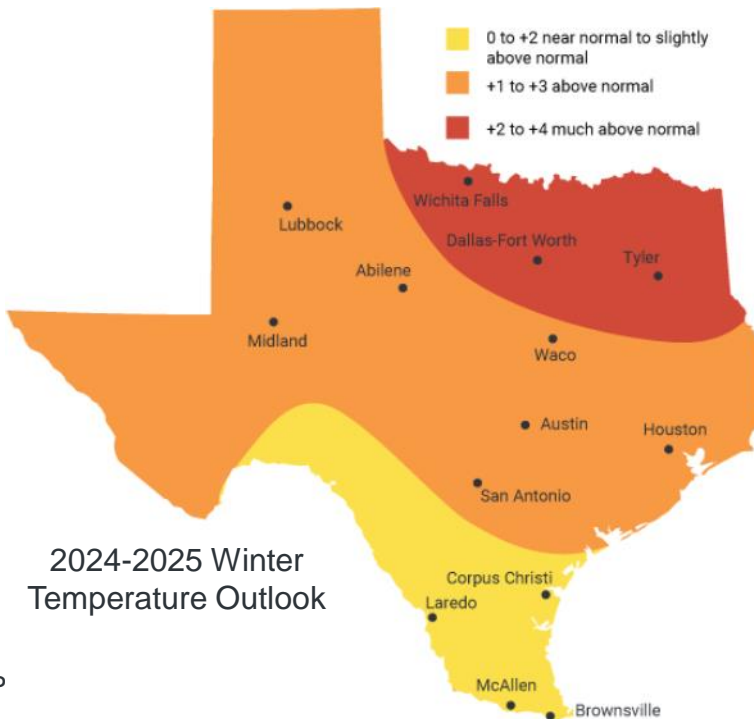 0 to +2 near normal to slightly
above normal
+1 to +3 above normal
+2 to +4 much above normal
Wichita Falls
Lubbock
Dallas-Fort Worth
Tyler
Abilene
Midland
Waco
Austin
Houston
San Antonio
2024-2025 Winter
Temperature Outlook
Corpus Christi
Laredo
McAllen
Brownsville